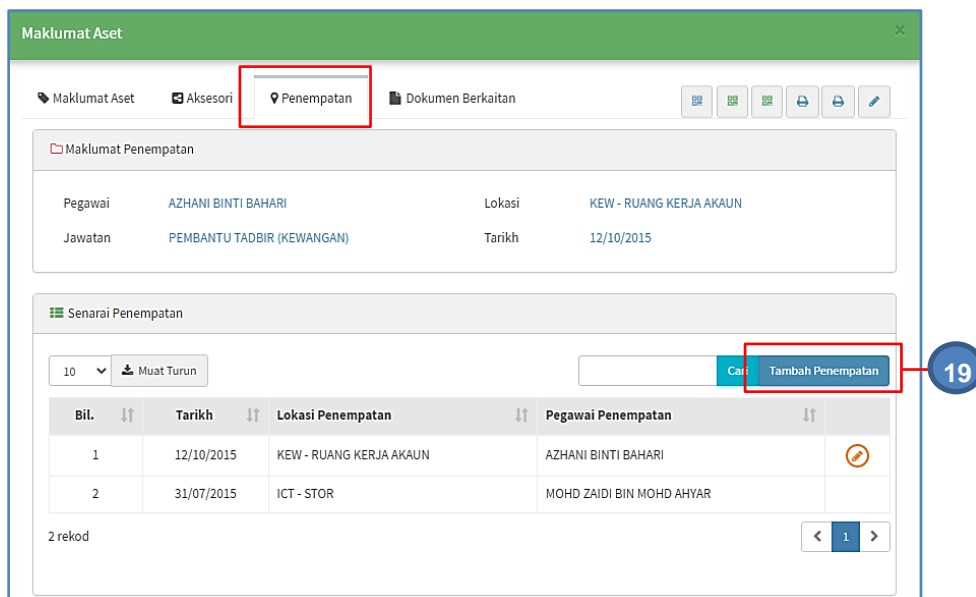 Maklumat Aset
Maklumat Aset Aksesori Penempatan Dokumen Berkaitan
Maklumat Penempatan
Pegawai AZHANI BINTI BAHARI Lokasi KEW - RUANG KERJA AKAUN
Jawatan PEMBANTU TADBIR (KEWANGAN) Tarikh 12/10/2015
Senarai Penempatan
10 Muat Turun Cari Tambah Penempatan 19
Bil. Tarikh Lokasi Penempatan Pegawai Penempatan
1 12/10/2015 KEW - RUANG KERJA AKAUN AZHANI BINTI BAHARI
2 31/07/2015 ICT - STOR MOHD ZAIDI BIN MOHD AHYAR
2 rekod 1